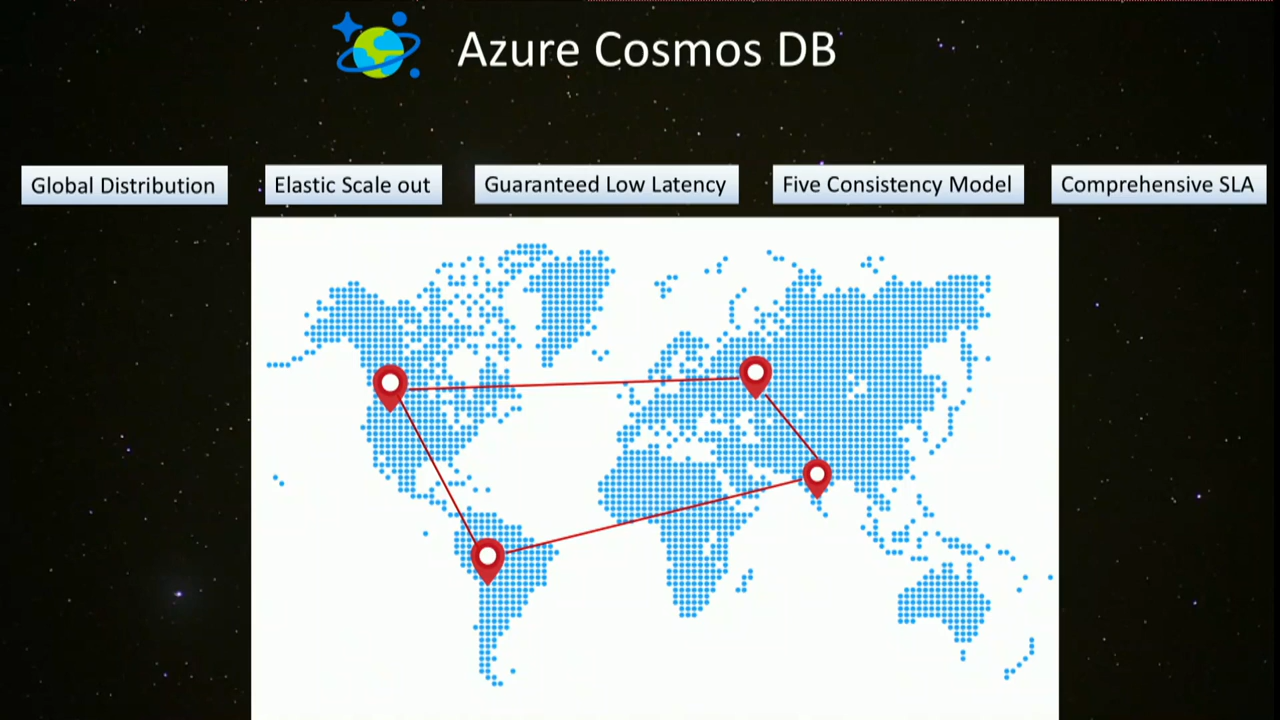 Azure Cosmos DB
Global Distribution
Elastic Scale out
Guaranteed Low Latency
Five Consistency Model
Comprehensive SLA